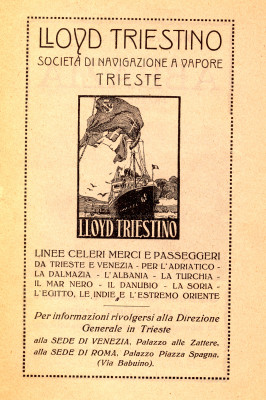 LLOYD TRIESTINO
SOCIETÀ DI NAVIGAZIONE A VAPORE
TRIESTE
LLOYD TRIESTINO
LINEE CELERI MERCI E PASSEGGERI
DA TRIESTE E VENEZIA - PER L'ADRIATICO -
LA DALMAZIA - L'ALBANIA - LA TURCHIA -
IL MAR NERO - IL DANUBIO - LA SORIA -
L'EGITTO, LE INDIE E L'ESTREMO ORIENTE
Per informazioni rivolgersi alla Direzione
Generale in Trieste
alla SEDE DI VENEZIA, Palazzo alle Zattere.
alla SEDE DI ROMA, Palazzo Piazza Spagna.
(Via Babuino).